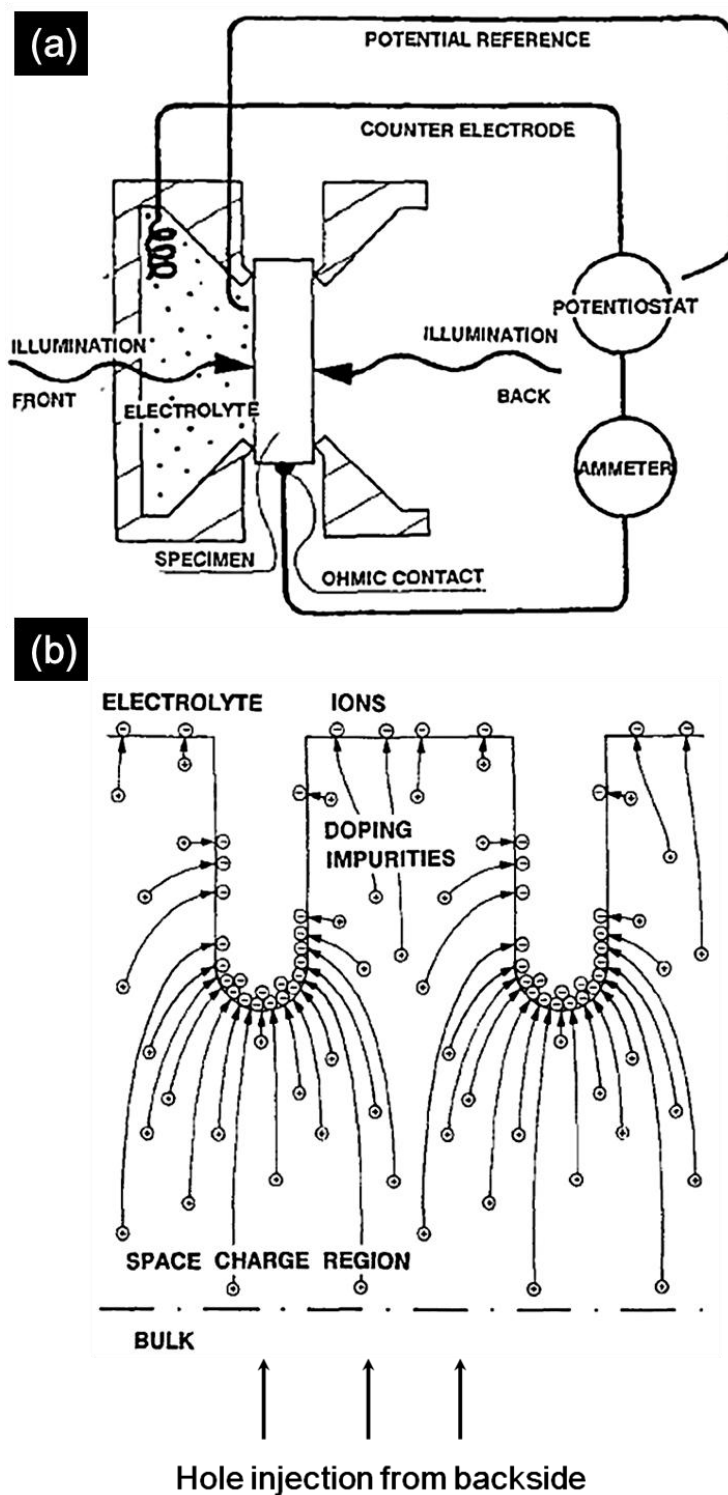 (a)
POTENTIAL REFERENCE
COUNTER ELECTRODE
POTENTIOSTAT
ILLUMINATION
ILLUMINATION
FRONT
ELECTROLYTE
BACK
AMMETER
SPECIMEN
OHMIC CONTACT
(b)
ELECTROLYTE IONS
DOPING
IMPURITIES
SPACE CHARGE REGION
BULK
Hole injection from backside